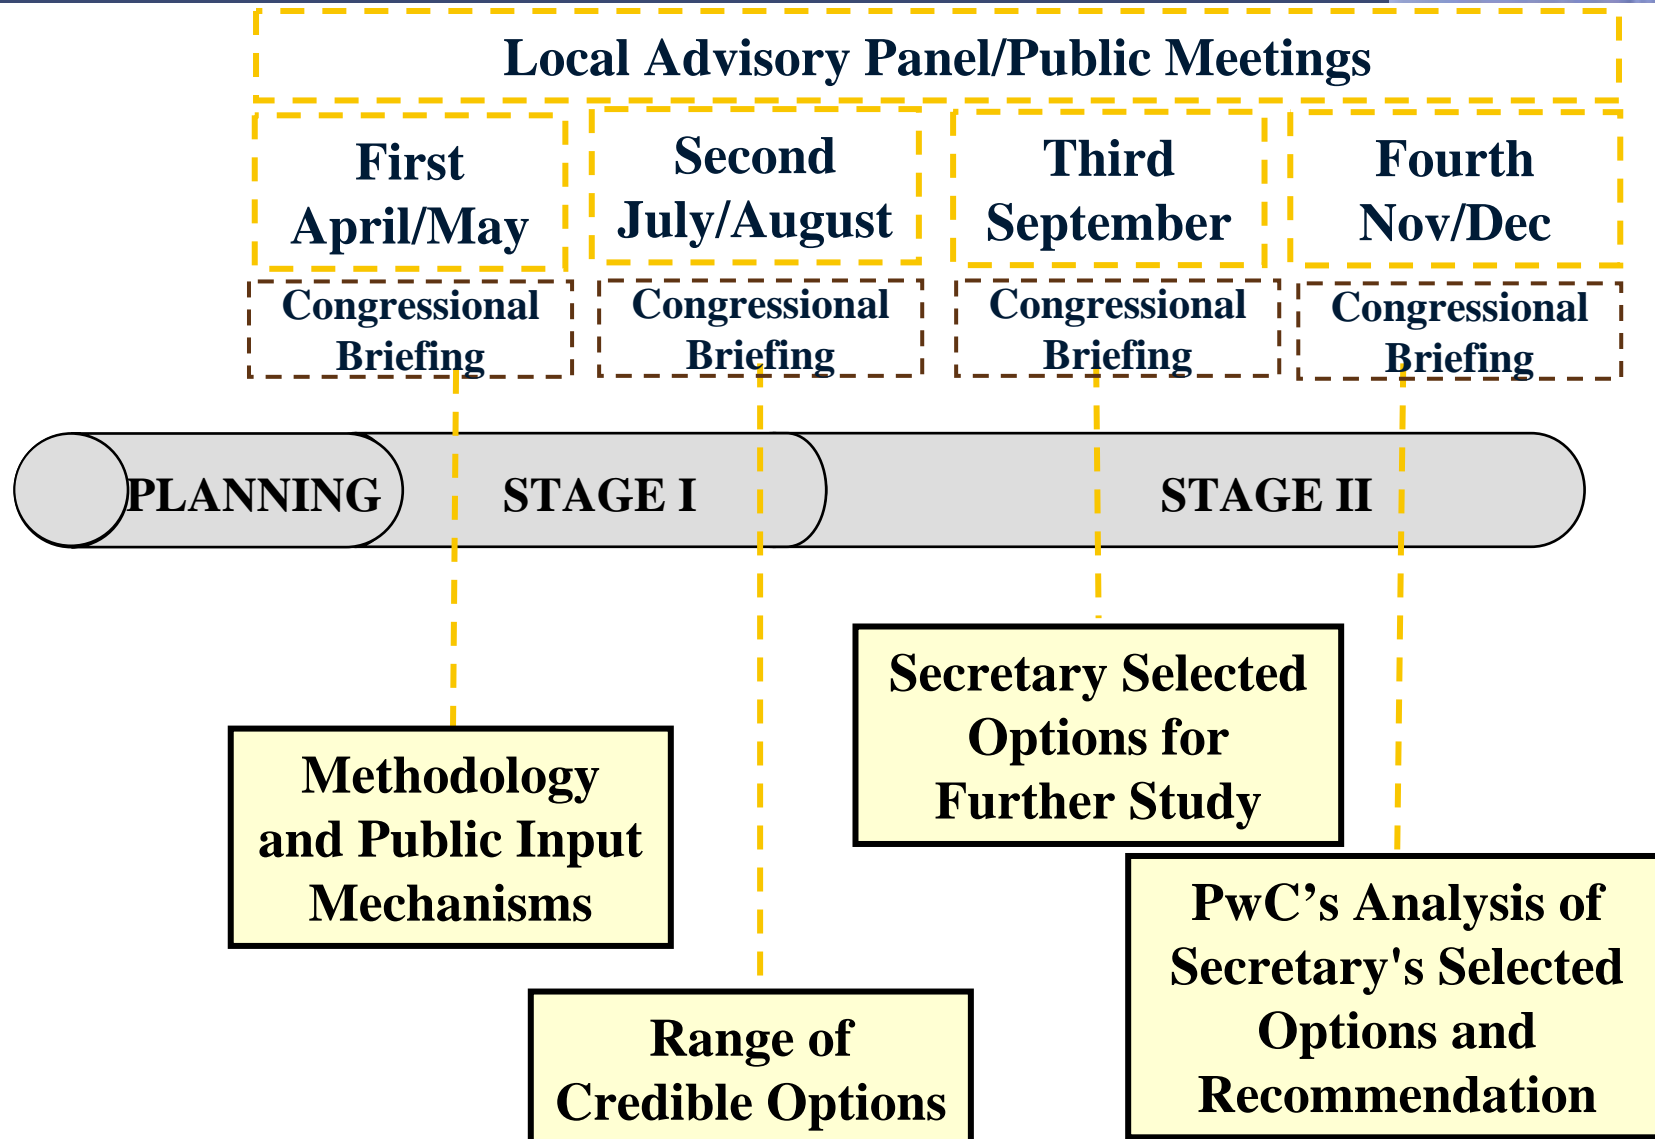 Local Advisory Panel/Public Meetings
First
April/May
Second
July/August
Third
September
Fourth
Nov/Dec
Congressional
Briefing
Congressional
Briefing
Congressional
Briefing
Congressional
Briefing
PLANNING
STAGE I
STAGE II
Methodology
and Public Input
Mechanisms
Range of
Credible Options
Secretary Selected
Options for
Further Study
PwC’s Analysis of
Secretary's Selected
Options and
Recommendation